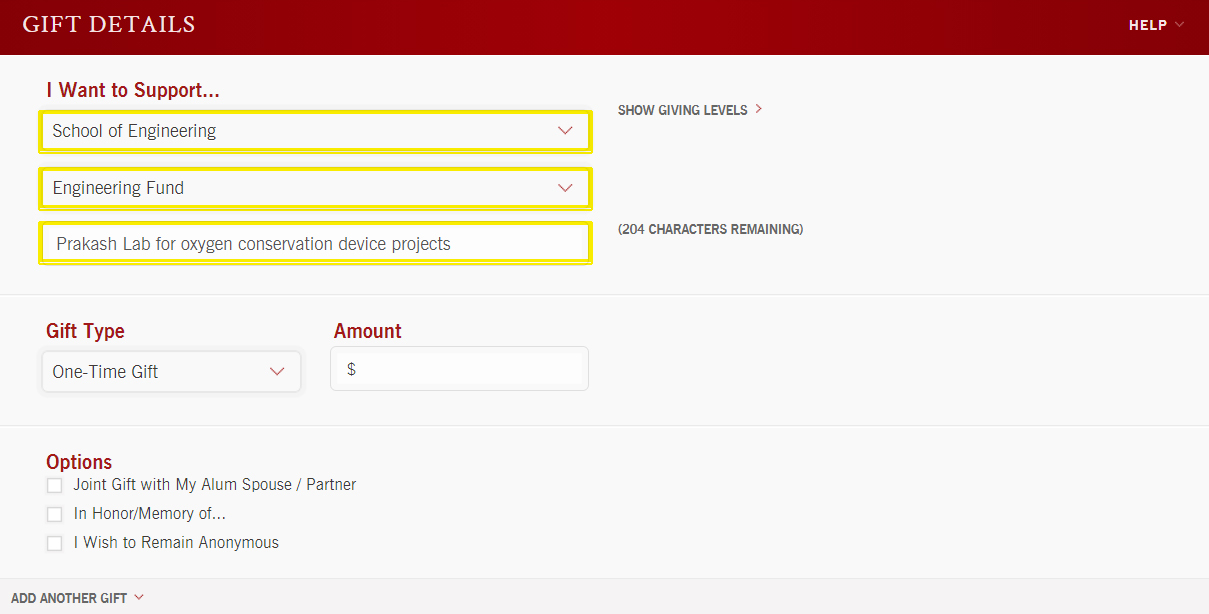 GIFT DETAILS
HELP
I Want to Support...
School of Engineering
SHOW GIVING LEVELS
Engineering Fund
Prakash Lab for oxygen conservation device projects
(204 CHARACTERS REMAINING)
Gift Type
Amount
One-Time Gift
$
Options
Joint Gift with My Alum Spouse / Partner
In Honor/Memory of...
I Wish to Remain Anonymous
ADD ANOTHER GIFT